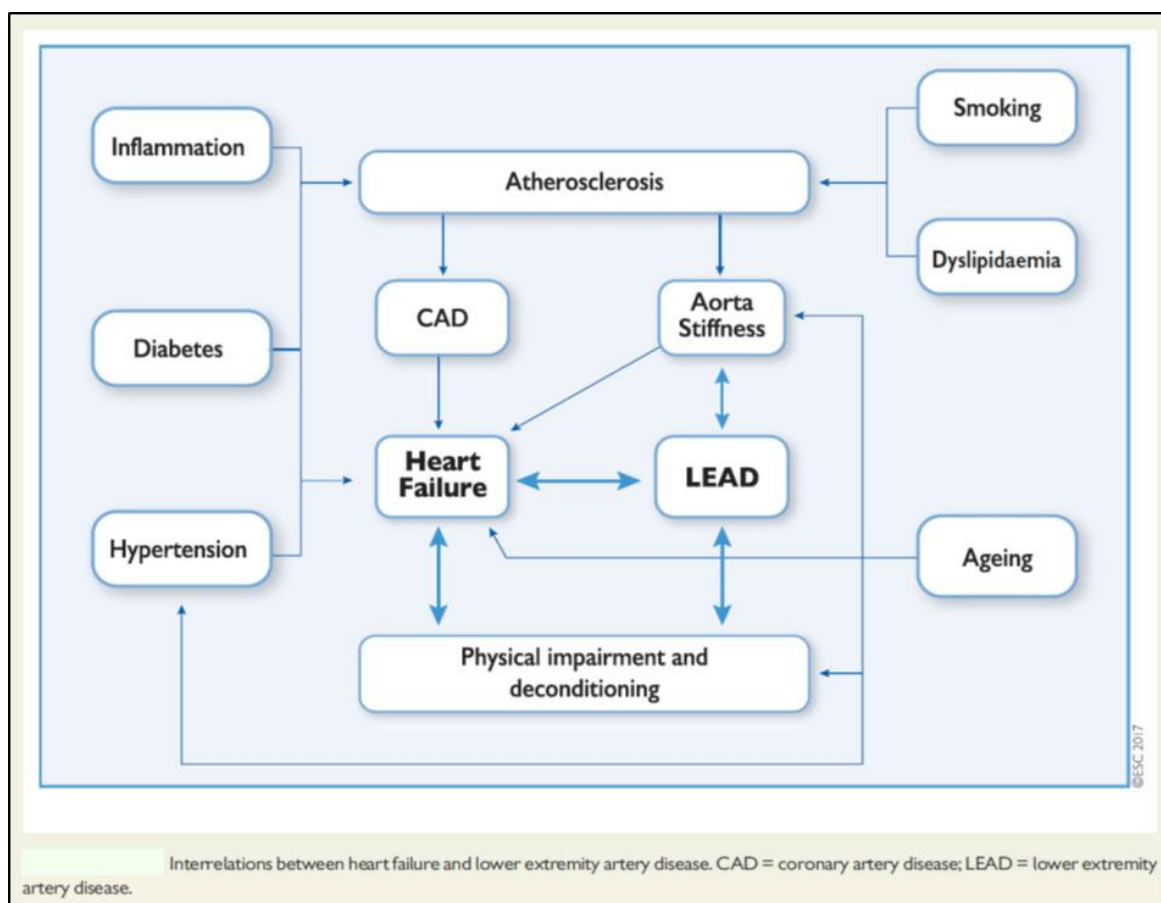 Inflammation
Smoking
Atherosclerosis
Dyslipidaemia
CAD
Aorta
Stiffness
Diabetes
Heart
Failure
LEAD
Hypertension
Ageing
Physical impairment and
deconditioning
©ESC 2017
Interrelations between heart failure and lower extremity artery disease. CAD = coronary artery disease; LEAD = lower extremity
artery disease.